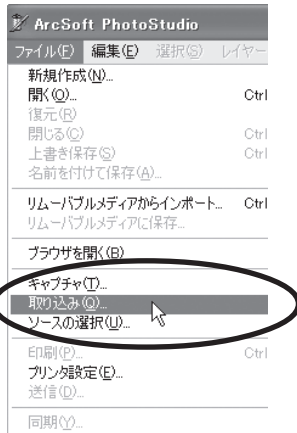 ArcSoft PhotoStudio
ファイル(F) 編集(E) 選択(S) レイヤー
新規作成(N)...
開く(O)... Ctrl
復元(R)
閉じる(C) Ctrl
上書き保存(S) Ctrl
名前を付けて保存(A)...
リムーバブルメディアからインポート... Ctrl
リムーバブルメディアに保存...
ブラウザを開く(B)
キャプチャ(T)...
取り込み(Q)...
ソースの選択(U)...
印刷(P)... Ctrl
プリンタ設定(E)...
送信(D)...
同期(Y)...